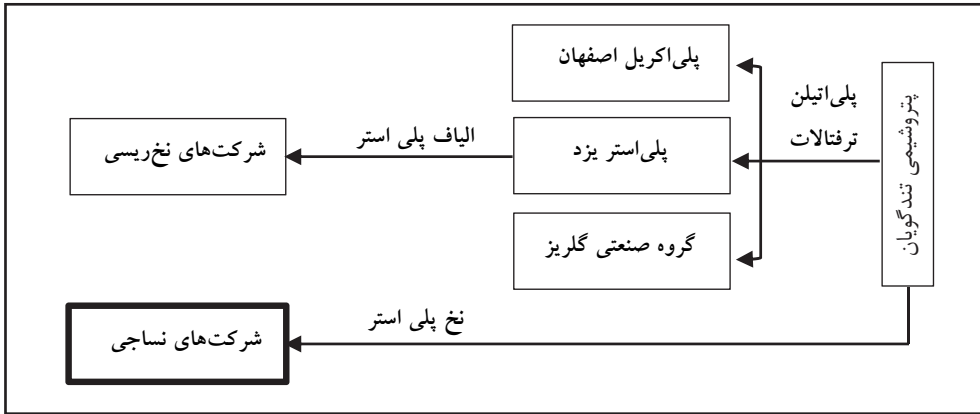 پلی‌اکریل اصفهان
پلی‌اتیلن
ترفتالات
پتروشیمی تندگویان
شرکت‌های نخ‌ریسی
الیاف پلی استر
پلی‌استر یزد
گروه صنعتی گلریز
نخ پلی استر
شرکت‌های نساجی